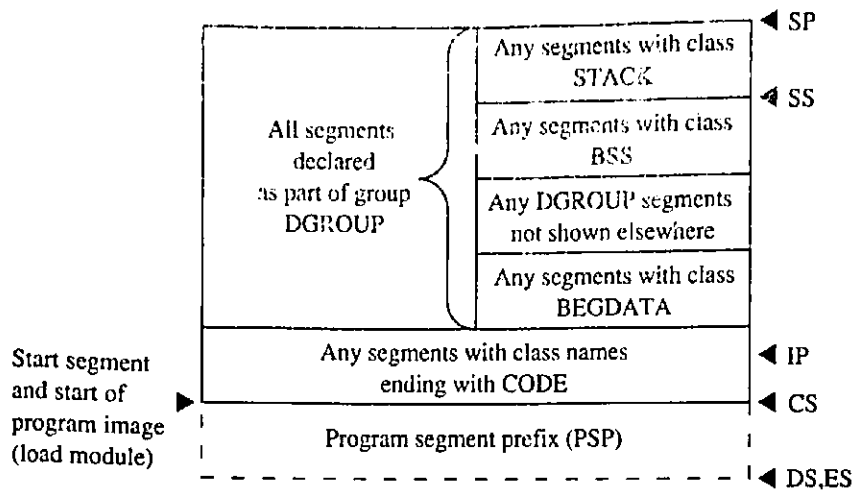 SP
Any segments with class
STACK
SS
Any segments with class
BSS
All segments
declared
as part of group
DGROUP
Any DGROUP segments
not shown elsewhere
Any segments with class
BEGDATA
Any segments with class names
ending with CODE
IP
Start segment
and start of
program image
(load module)
CS
Program segment prefix (PSP)
DS,ES